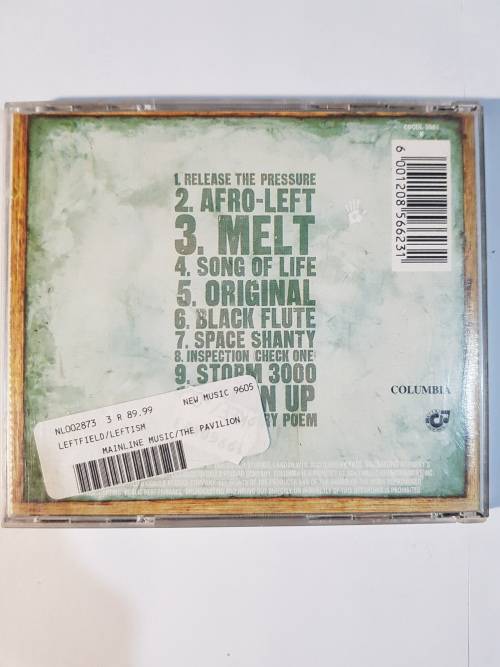 1. RELEASE THE PRESSURE
2. AFRO-LEFT
3. MELT
4. SONG OF LIFE
5. ORIGINAL
6. BLACK FLUTE
7. SPACE SHANTY
8. INSPECTION (CHECK ONE)
9. STORM 3000
N UP
BY POEM
6 001208 566231
COLUMBIA
NL002873 3 R 89.99 NEW MUSIC 9605
LEFTFIELD/LEFTISM
MAINLINE MUSIC/THE PAVILION